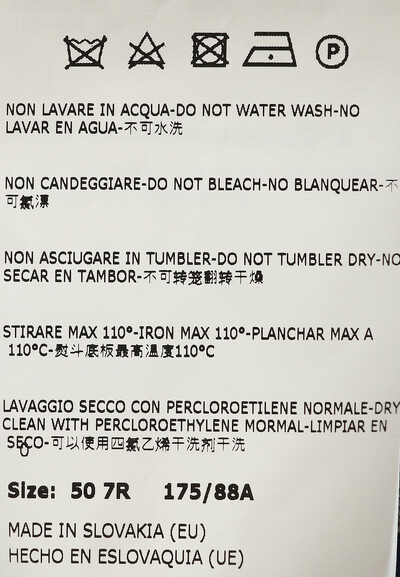 P
NON LAVARE IN ACQUA-DO NOT WATER WASH-NO
LAVAR EN AGUA-不可水洗
NON CANDEGGIARE-DO NOT BLEACH-NO BLANQUEAR-不
可氯漂
NON ASCIUGARE IN TUMBLER-DO NOT TUMBLER DRY-NO
SECAR EN TAMBOR-不可转笼翻转干燥
STIRARE MAX 110°-IRON MAX 110°-PLANCHAR MAX A
110°C-熨斗底板最高温度110°C
LAVAGGIO SECCO CON PERCLOROETILENE NORMALE-DRY
CLEAN WITH PERCLOROETHYLENE MORMAL-LIMPIAR EN
SECO-可以使用四氯乙烯干洗剂干洗
Size: 50 7R 175/88A
MADE IN SLOVAKIA (EU)
HECHO EN ESLOVAQUIA (UE)